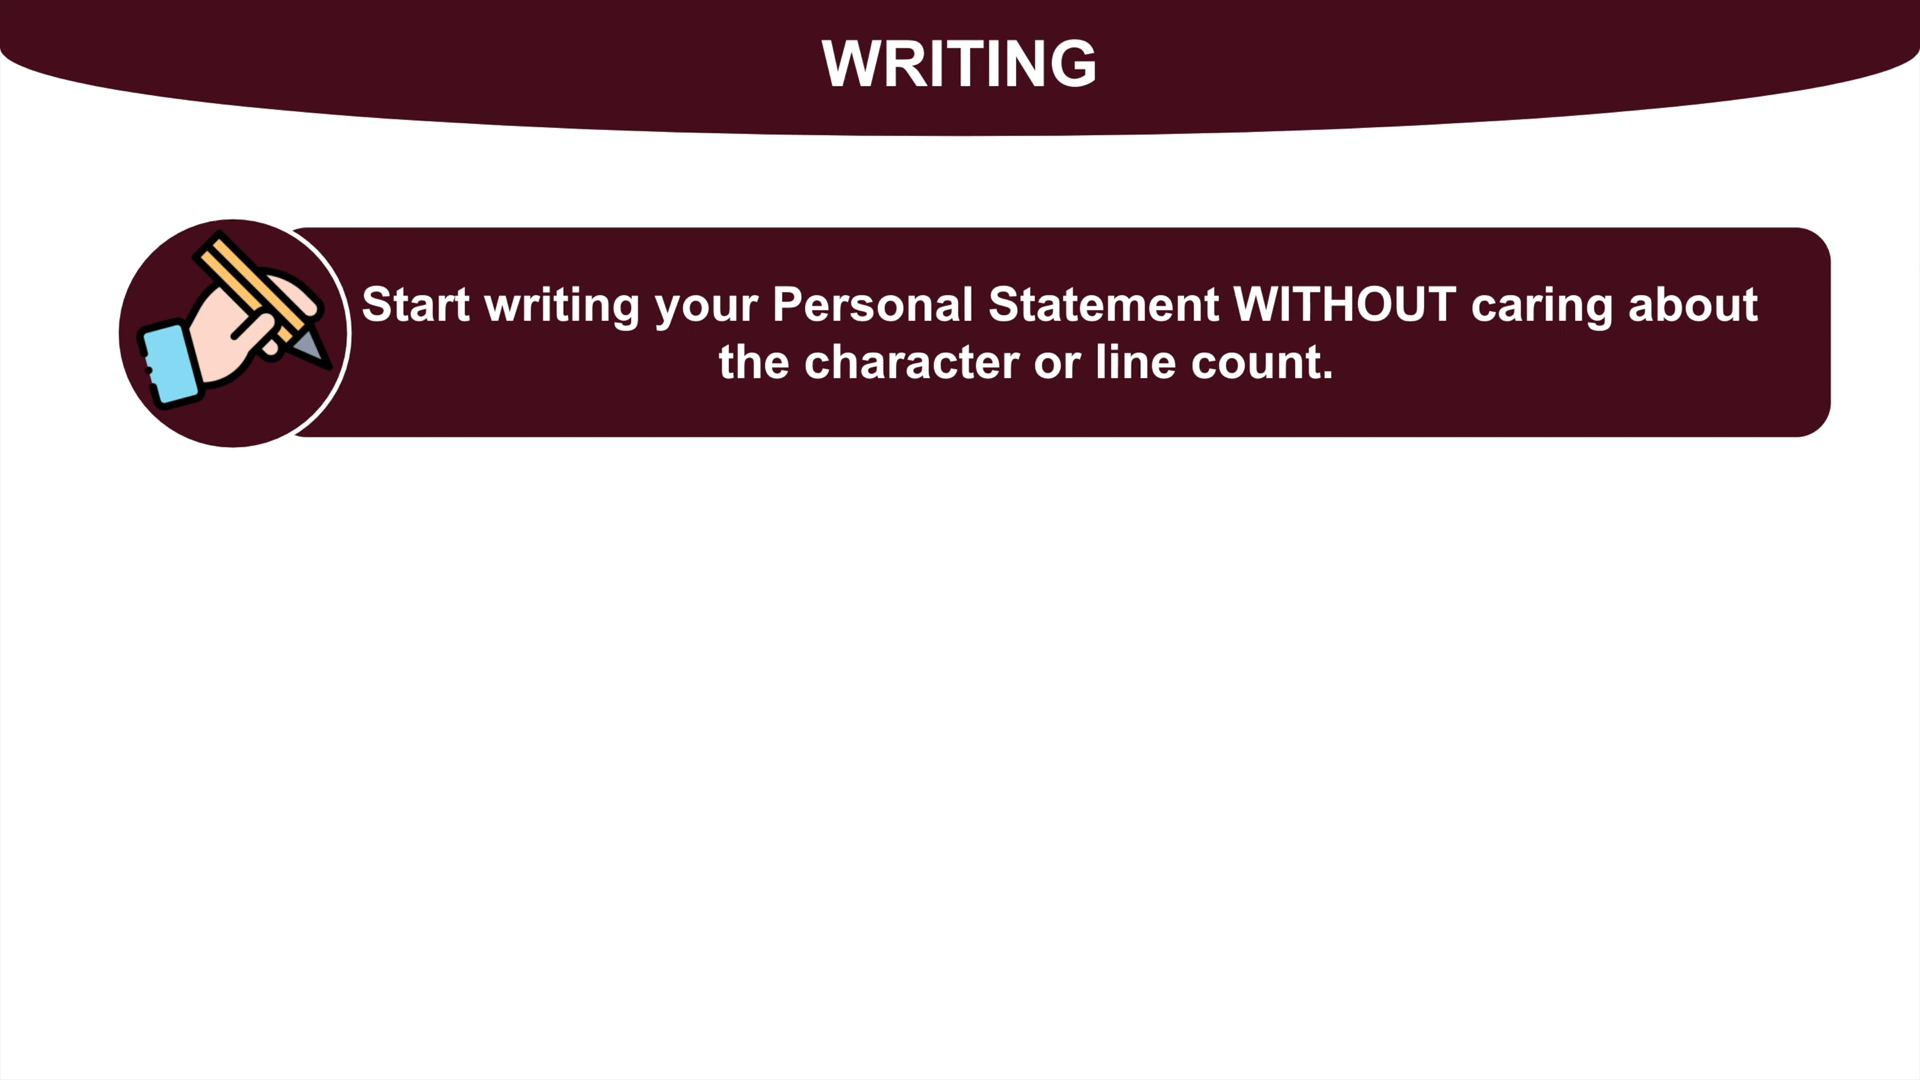 WRITING
Start writing your Personal Statement WITHOUT caring about
the character or line count.